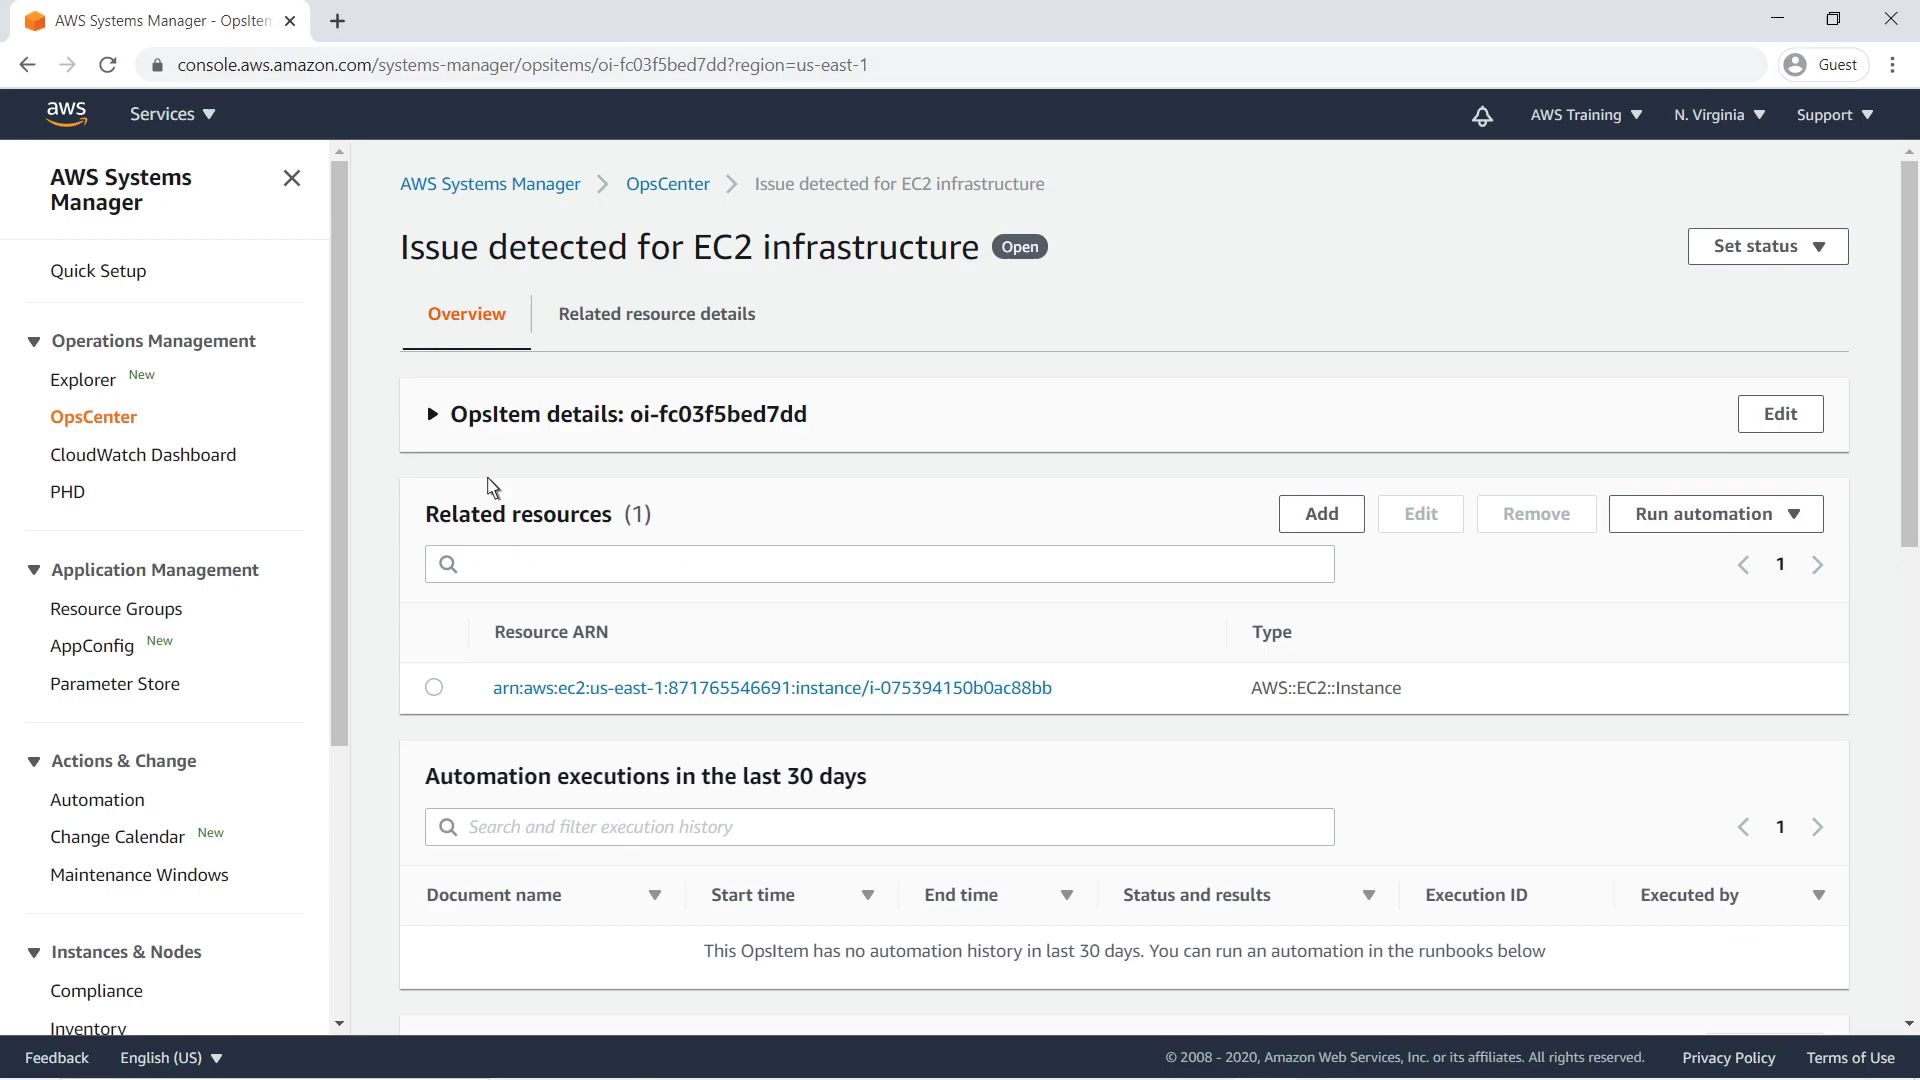 AWS Systems Manager - OpsItem
console.aws.amazon.com/systems-manager/opsitems/oi-fc03f5bed7dd?region=us-east-1
Guest
aws
Services
AWS Training
N. Virginia
Support
AWS Systems
Manager
Quick Setup
Operations Management
Explorer New
OpsCenter
CloudWatch Dashboard
PHD
Application Management
Resource Groups
AppConfig New
Parameter Store
Actions & Change
Automation
Change Calendar New
Maintenance Windows
Instances & Nodes
Compliance
Inventory
AWS Systems Manager > OpsCenter > Issue detected for EC2 infrastructure
Issue detected for EC2 infrastructure Open
Set status
Overview
Related resource details
OpsItem details: oi-fc03f5bed7dd
Edit
Related resources (1)
Add
Edit
Remove
Run automation
1
Resource ARN
Type
arn:aws:ec2:us-east-1:871765546691:instance/i-075394150b0ac88bb
AWS::EC2::Instance
Automation executions in the last 30 days
Search and filter execution history
1
Document name
Start time
End time
Status and results
Execution ID
Executed by
This OpsItem has no automation history in last 30 days. You can run an automation in the runbooks below
Feedback
English (US)
© 2008 - 2020, Amazon Web Services, Inc. or its affiliates. All rights reserved.
Privacy Policy
Terms of Use